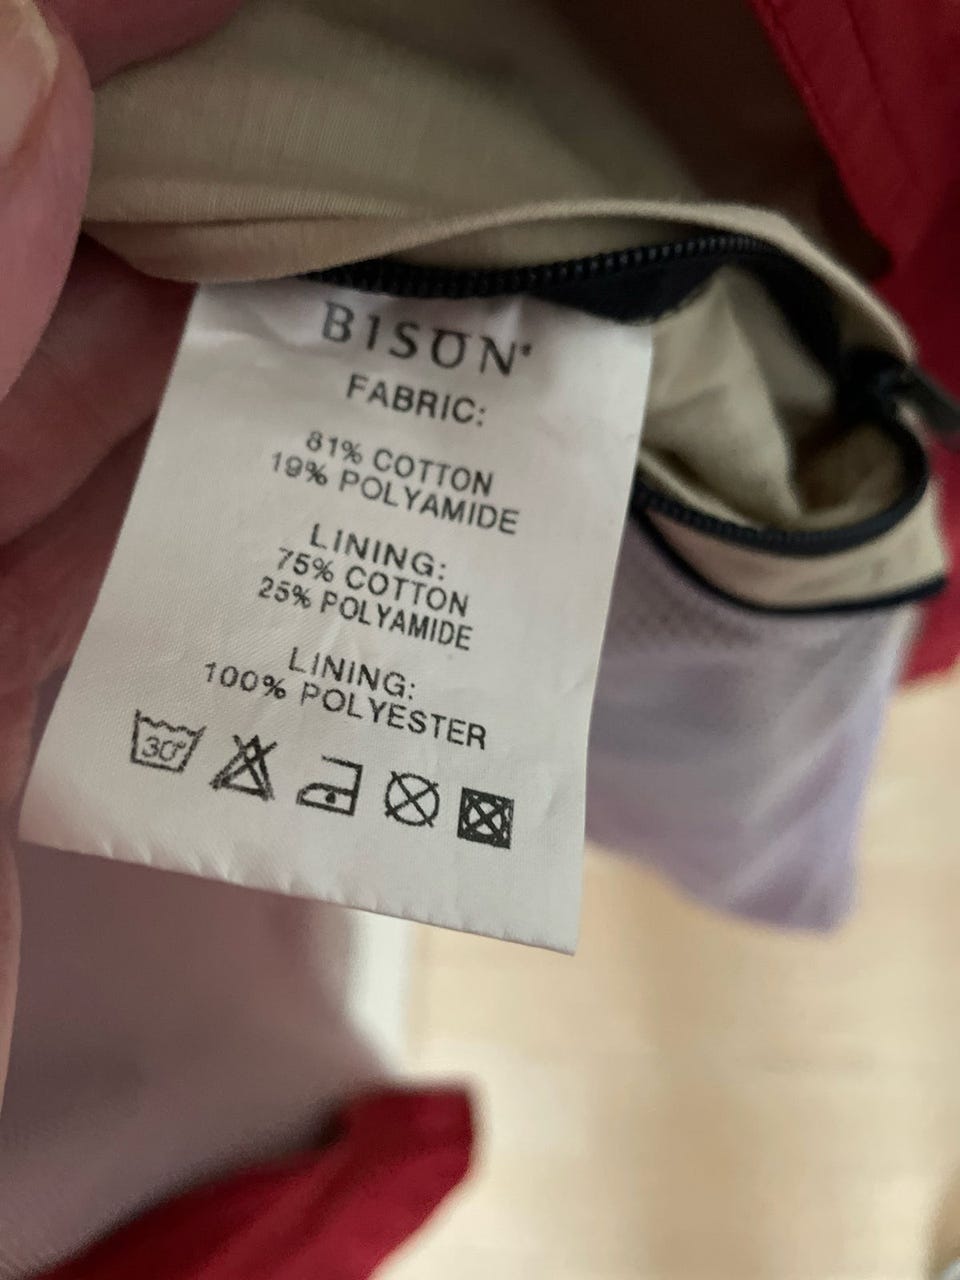 BISON
FABRIC:
81% COTTON
19% POLYAMIDE
LINING:
75% COTTON
25% POLYAMIDE
LINING:
100% POLYESTER
30°